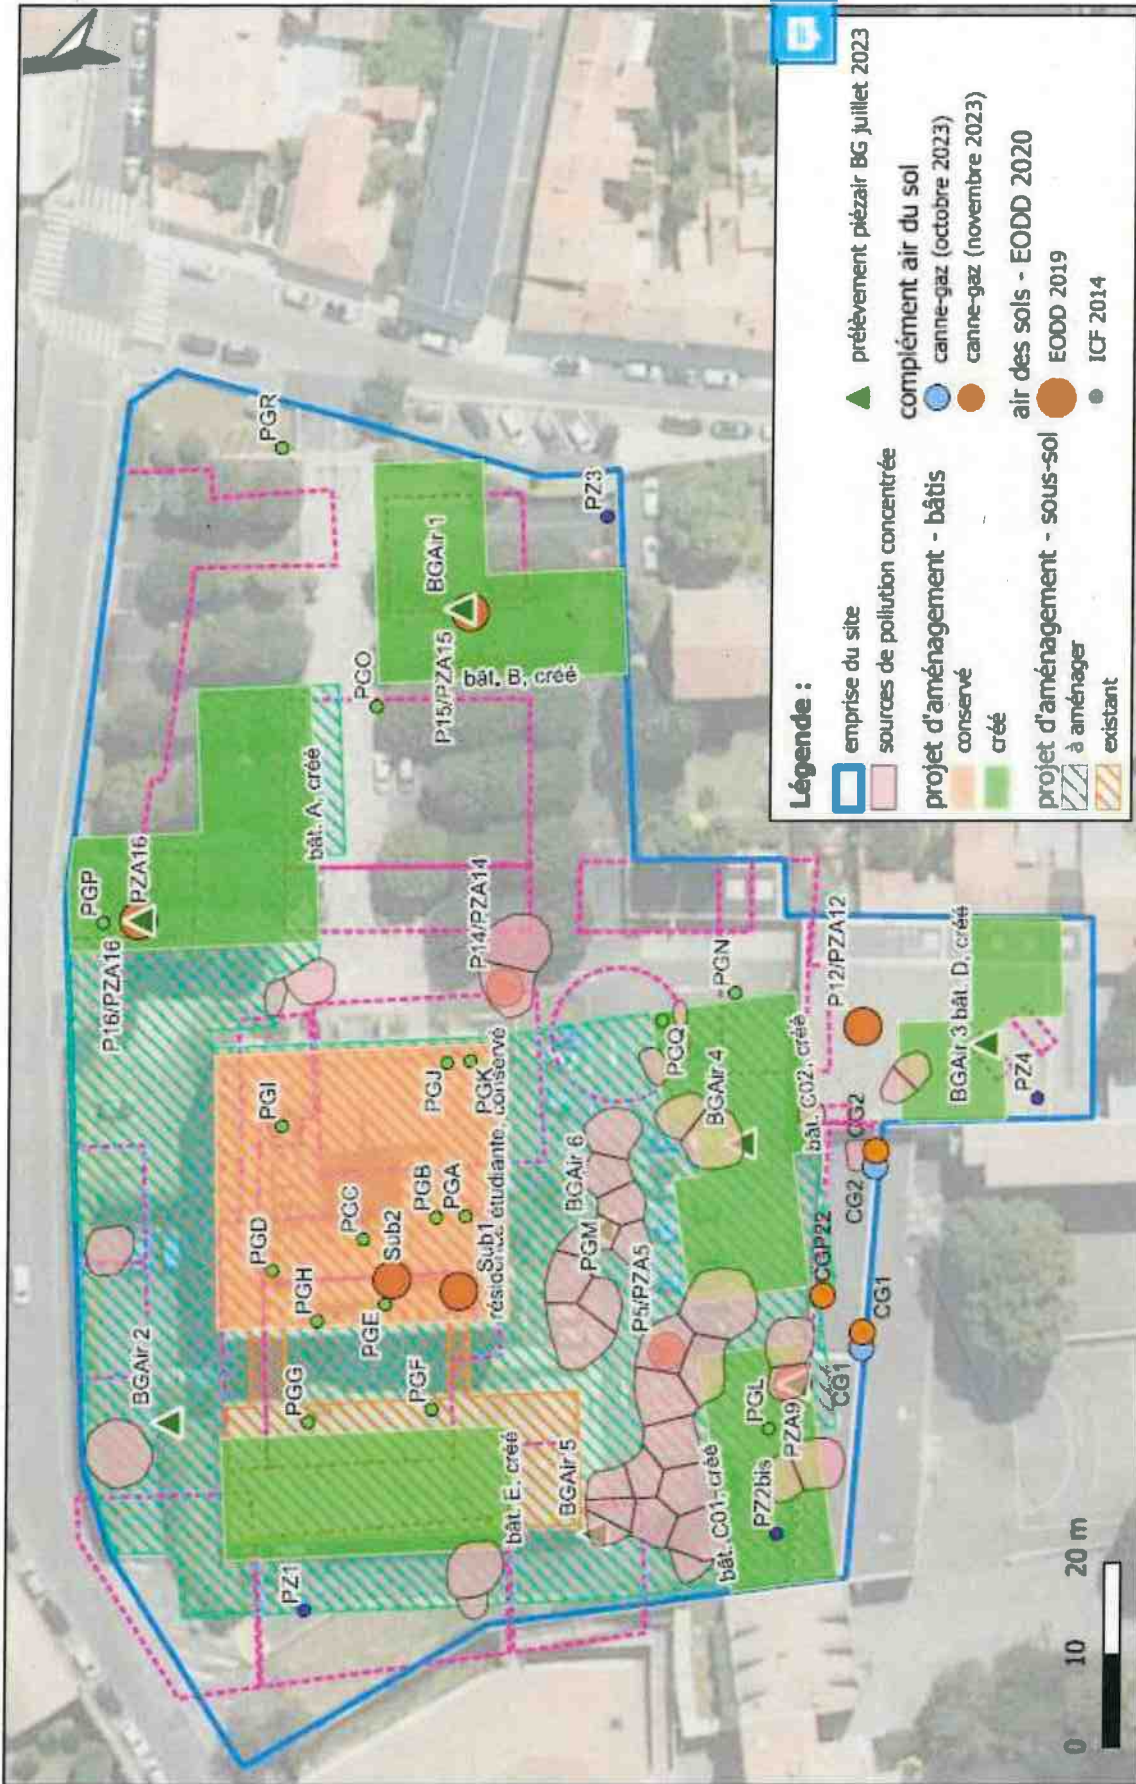 PGR
PGP
P16/PZA16
PZA16
bât. A, créé
PGO
BGAir 1
P15/PZA15
bât. B, créé
PZ3
BGAir 2
PGD
PGI
PGH
PGC
PGG
PGE
Sub2
PGB
PGJ
PGF
PGA
PGK
Sub1
résidence étudiante, conservé
PZ1
bât. E, créé
BGAir 5
PGM
BGAir 6
P14/PZA14
P5/PZA5
PGQ
PGN
BGAir 4
bât. C01, créé
PGL
PZ2bis
PZA9
bât. C02, créé
P12/PZA12
CGP22
CG1
CG1
CG2
CG2
BGAir 3
bât. D, créé
PZ4
0 10 20 m
Légende :
emprise du site
sources de pollution concentrée
projet d'aménagement - bâtis
conservé
créé
projet d'aménagement - sous-sol
à aménager
existant
prélèvement piézair BG juillet 2023
complément air du sol
canne-gaz (octobre 2023)
canne-gaz (novembre 2023)
air des sols - EODD 2020
EODD 2019
ICF 2014